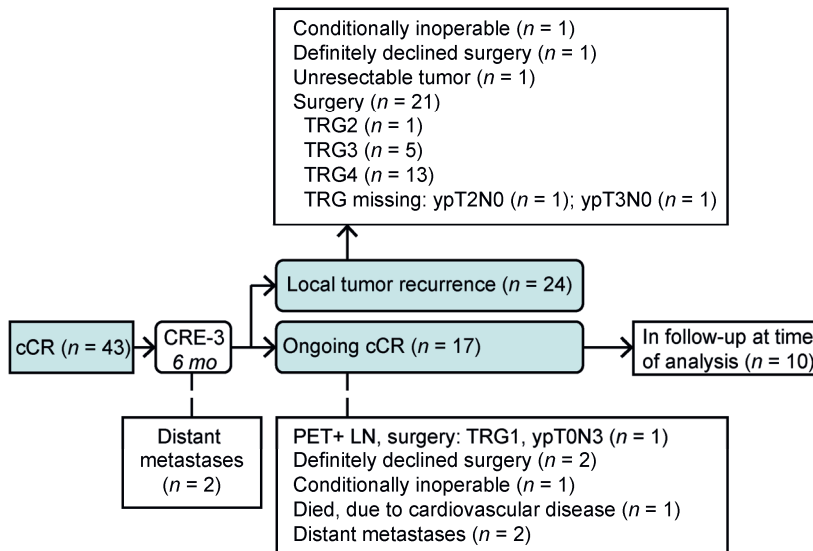 Conditionally inoperable (n = 1)
Definitely declined surgery (n = 1)
Unresectable tumor (n = 1)
Surgery (n = 21)
TRG2 (n = 1)
TRG3 (n = 5)
TRG4 (n = 13)
TRG missing: ypT2N0 (n = 1); ypT3N0 (n = 1)
Local tumor recurrence (n = 24)
cCR (n = 43)
CRE-3
6 mo
Ongoing cCR (n = 17)
In follow-up at time
of analysis (n = 10)
Distant
metastases
(n = 2)
PET+ LN, surgery: TRG1, ypT0N3 (n = 1)
Definitely declined surgery (n = 2)
Conditionally inoperable (n = 1)
Died, due to cardiovascular disease (n = 1)
Distant metastases (n = 2)